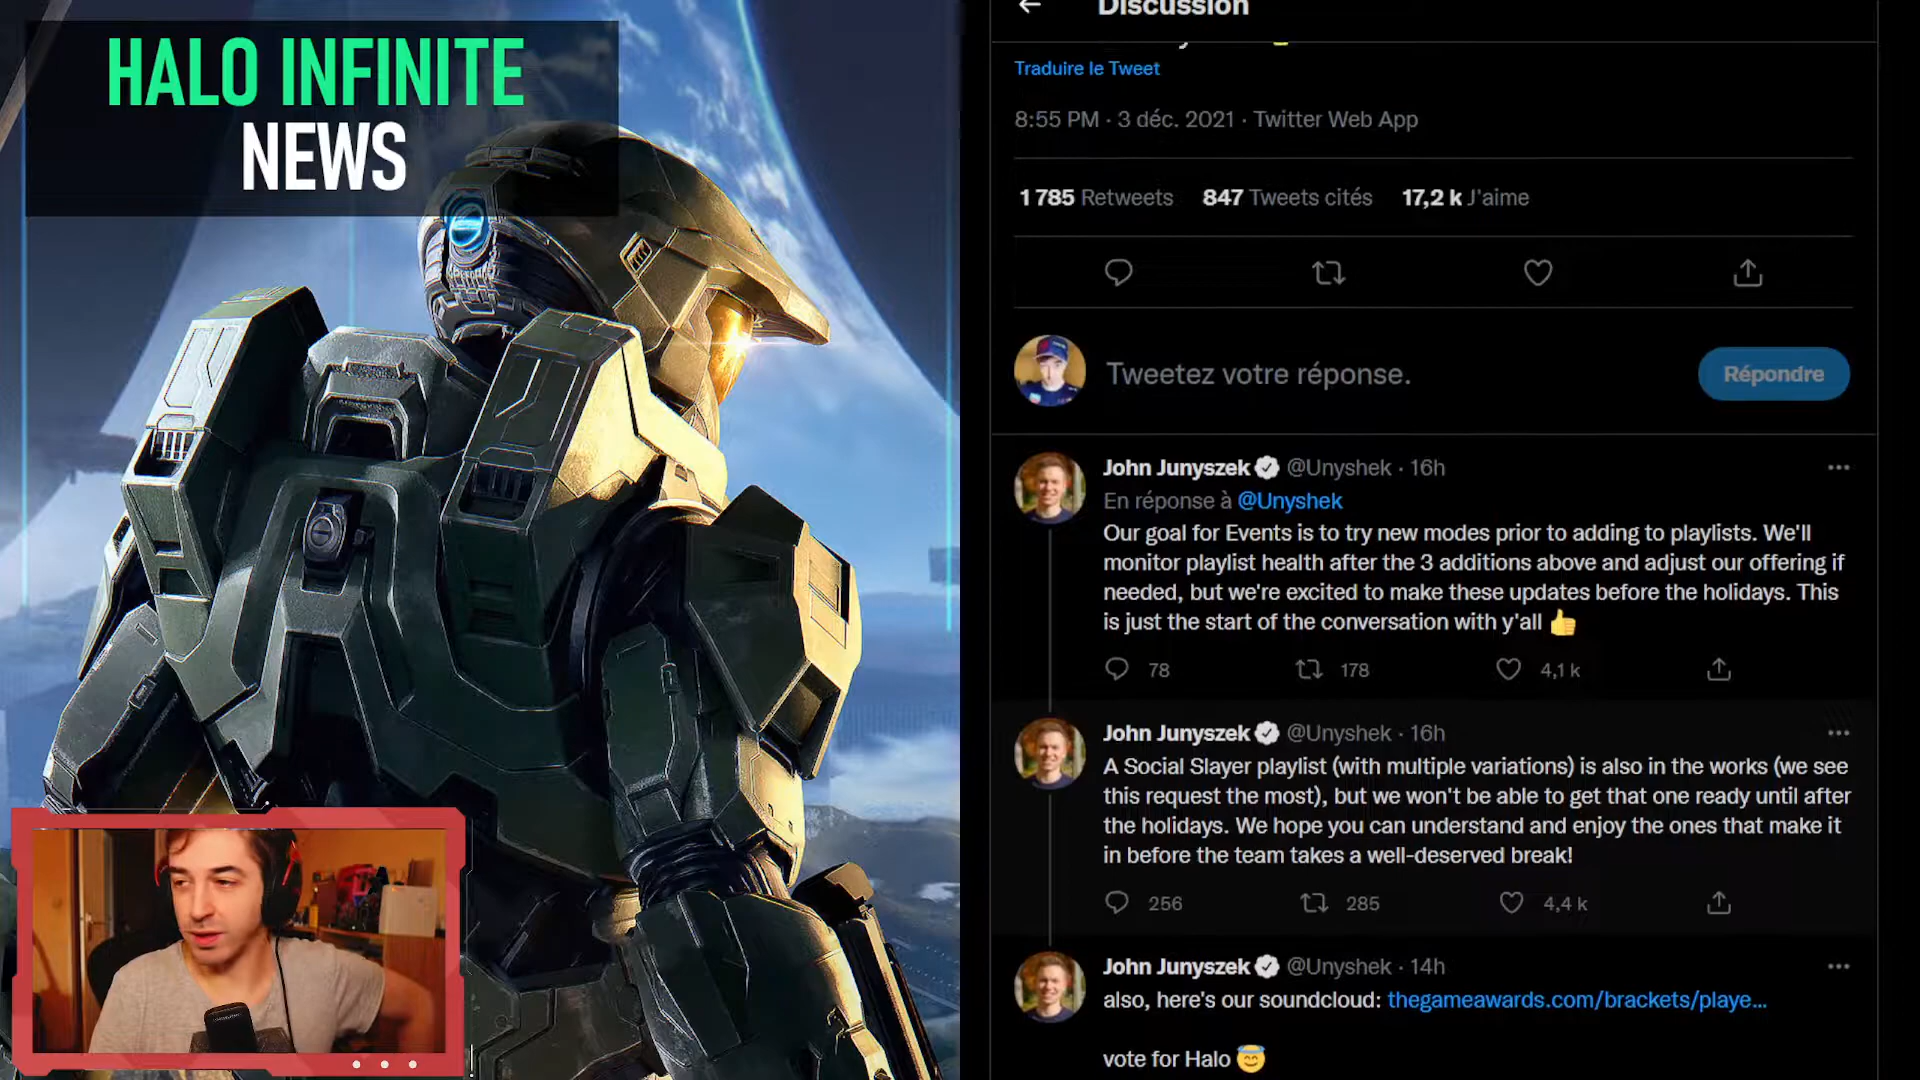 HALO INFINITE
NEWS
Discussion
Traduire le Tweet
8:55 PM · 3 déc. 2021 · Twitter Web App
1 785 Retweets 847 Tweets cités 17,2 k J'aime
Tweetez votre réponse.
Répondre
John Junyszek @Unyshek · 16h
En réponse à @Unyshek
Our goal for Events is to try new modes prior to adding to playlists. We'll
monitor playlist health after the 3 additions above and adjust our offering if
needed, but we're excited to make these updates before the holidays. This
is just the start of the conversation with y'all 👍
78 178 4,1 k
John Junyszek @Unyshek · 16h
A Social Slayer playlist (with multiple variations) is also in the works (we see
this request the most), but we won't be able to get that one ready until after
the holidays. We hope you can understand and enjoy the ones that make it
in before the team takes a well-deserved break!
256 285 4,4 k
John Junyszek @Unyshek · 14h
also, here's our soundcloud: thegameawards.com/brackets/playe...
vote for Halo 😇